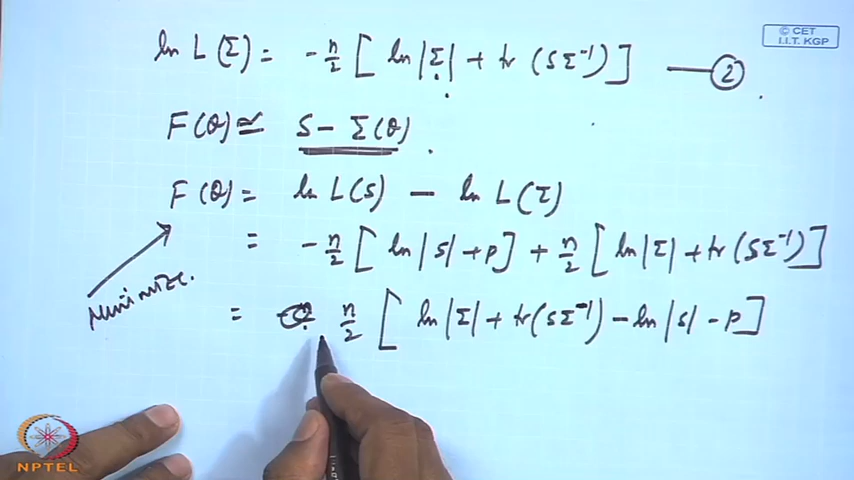 ln L(Σ) = -n/2 [ ln|Σ| + tr (SΣ⁻¹) ] — 2
© CET
I.I.T. KGP
F(θ) ≅ S - Σ(θ).
F(θ) = ln L(S) - ln L(Σ)
= -n/2 [ ln|S| + p ] + n/2 [ ln|Σ| + tr (SΣ⁻¹) ]
Minimize.
= n/2 [ ln|Σ| + tr(SΣ⁻¹) - ln|S| - p ]
NPTEL